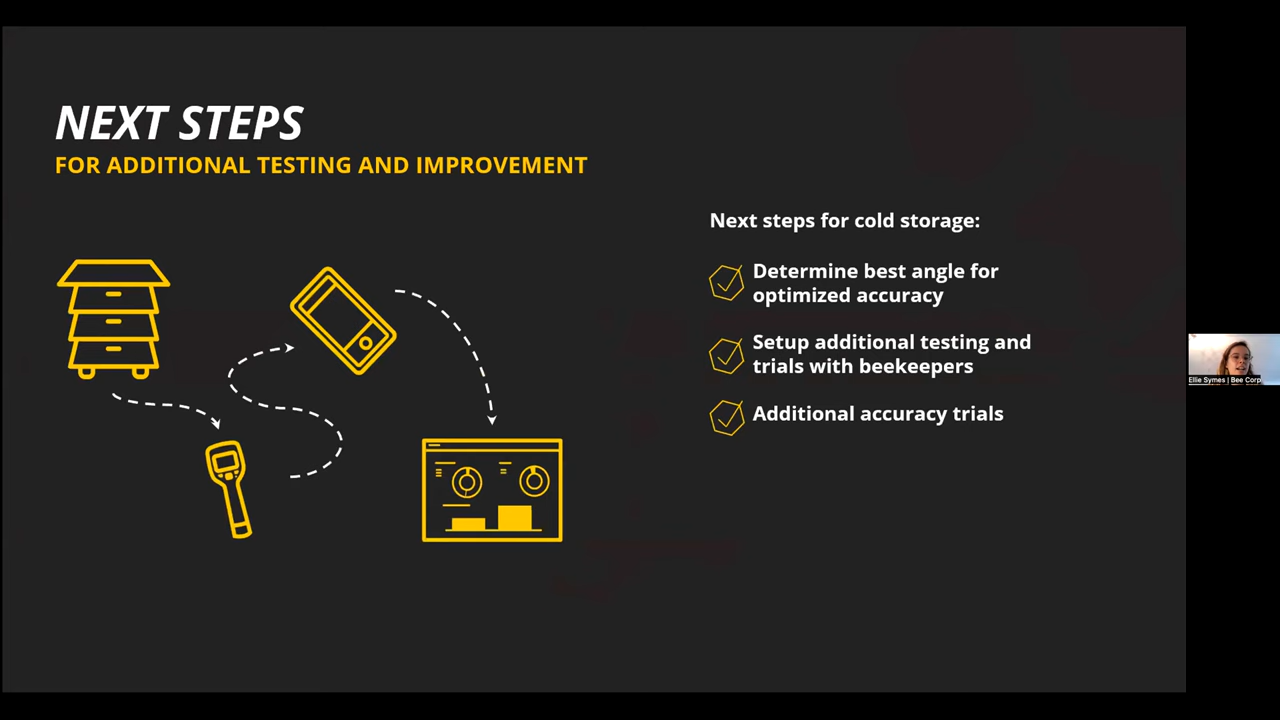 NEXT STEPS
FOR ADDITIONAL TESTING AND IMPROVEMENT
Next steps for cold storage:
Determine best angle for
optimized accuracy
Setup additional testing and
trials with beekeepers
Additional accuracy trials
Ellie Symes | Bee Corp